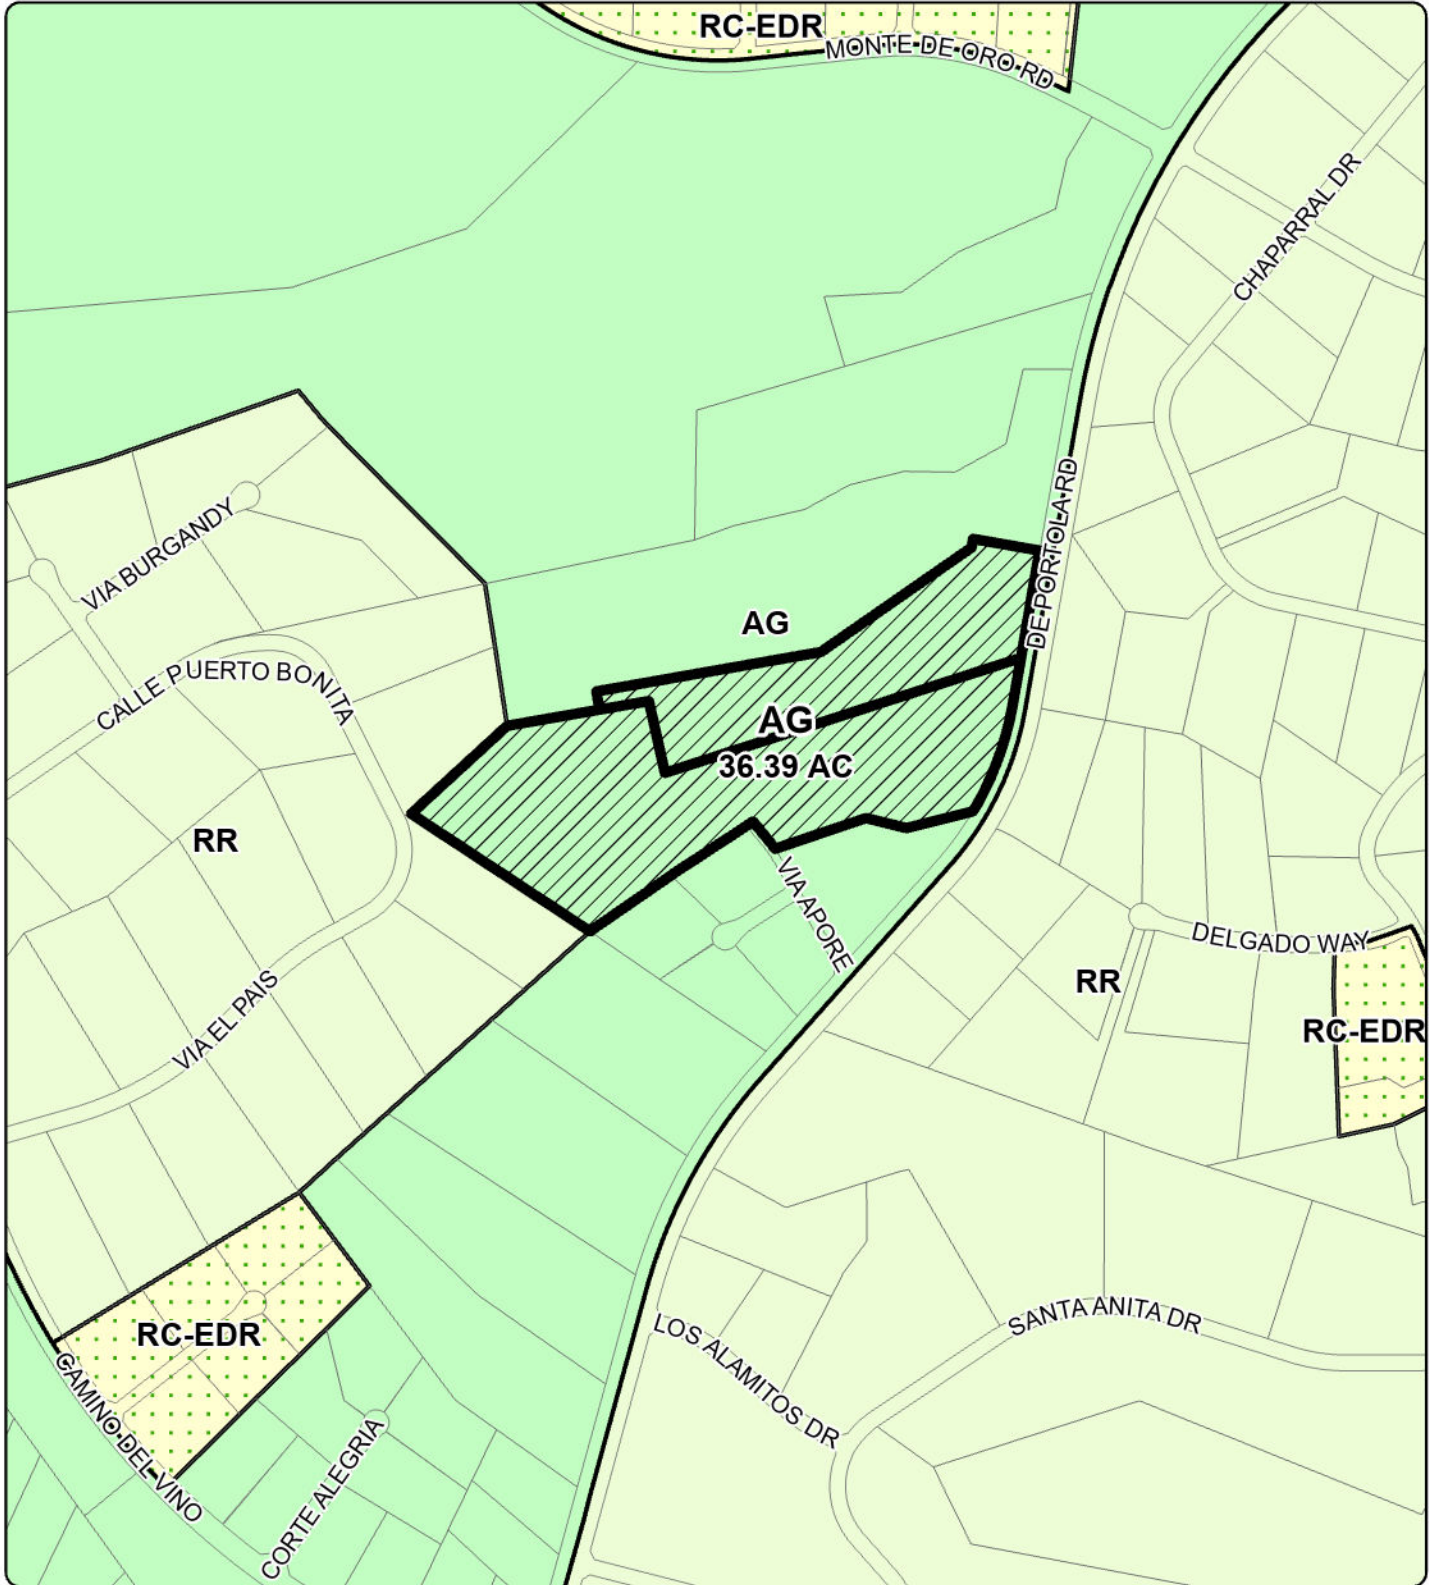 RC-EDR
MONTE DE ORO RD
CHAPARRAL DR
DE PORTOLA RD
VIA BURGANDY
AG
CALLE PUERTO BONITA
AG
36.39 AC
RR
VIA APORE
DELGADO WAY
RR
VIA EL PAIS
RC-EDR
SANTA ANITA DR
RC-EDR
LOS ALAMITOS DR
CAMINO DEL VINO
CORTE ALEGRIA